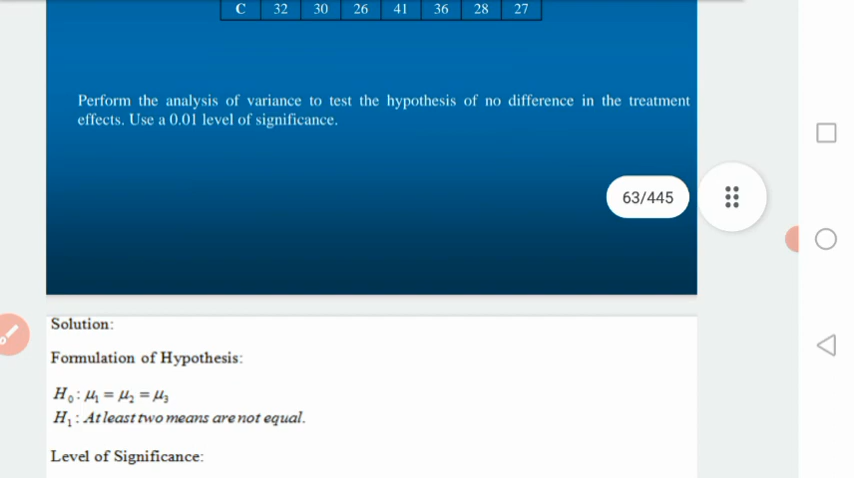 C 32 30 26 41 36 28 27
Perform the analysis of variance to test the hypothesis of no difference in the treatment
effects. Use a 0.01 level of significance.
63/445
Solution:
Formulation of Hypothesis:
H₀ : μ₁ = μ₂ = μ₃
H₁ : At least two means are not equal.
Level of Significance: